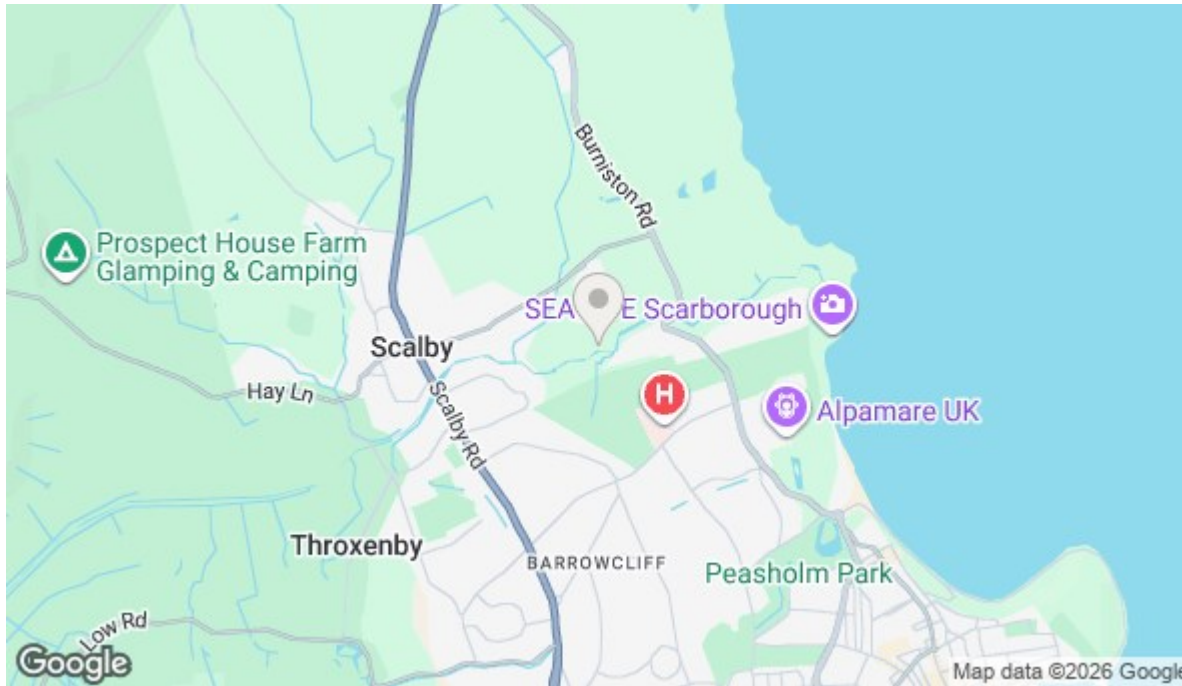 Burniston Rd
Prospect House Farm
Glamping & Camping
SEA E Scarborough
Scalby
Hay Ln
Scalby Rd
H
Alpamare UK
Throxenby
BARROWCLIFF
Peasholm Park
Low Rd
Google
Map data ©2026 Google